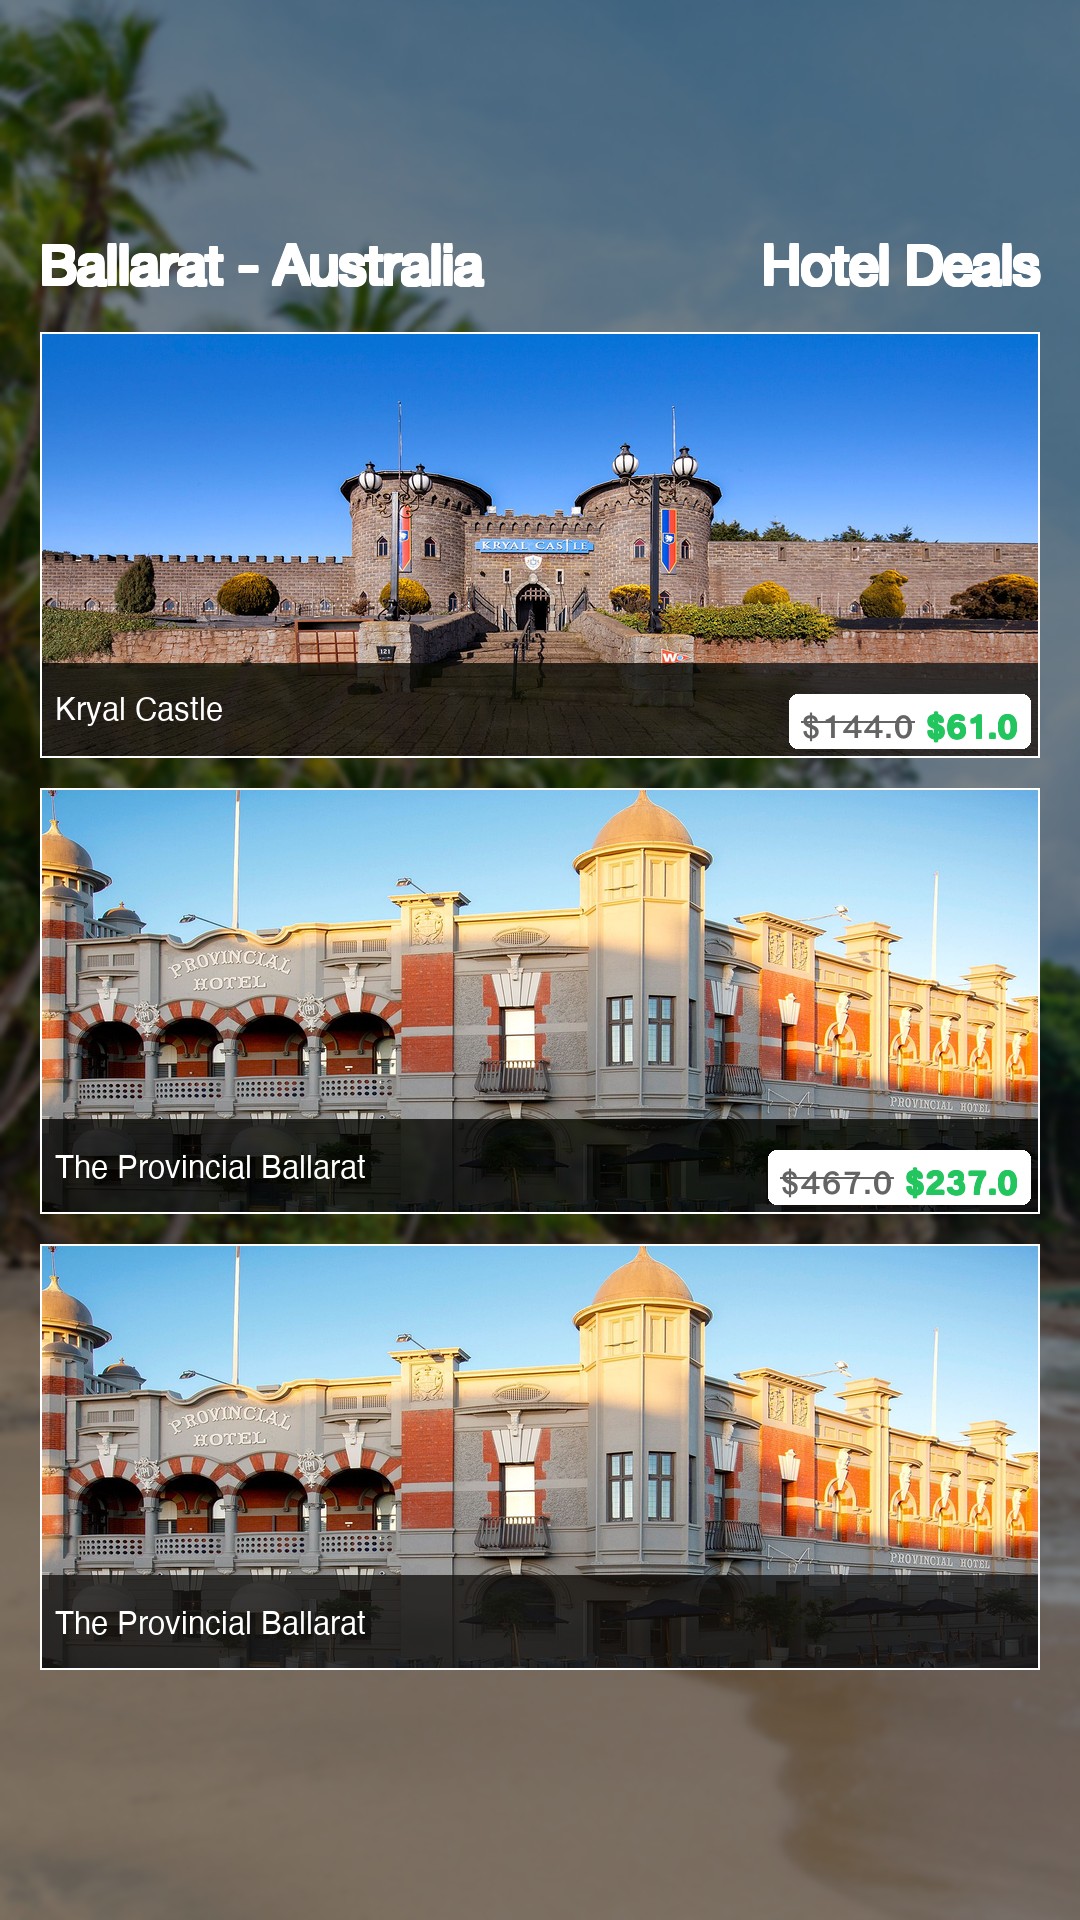 Ballarat - Australia
Hotel Deals
KRYAL CASTLE
121
W
Kryal Castle
$144.0 $61.0
PROVINCIAL
HOTEL
PROVINCIAL HOTEL
The Provincial Ballarat
$467.0 $237.0
PROVINCIAL
HOTEL
PROVINCIAL HOTEL
The Provincial Ballarat